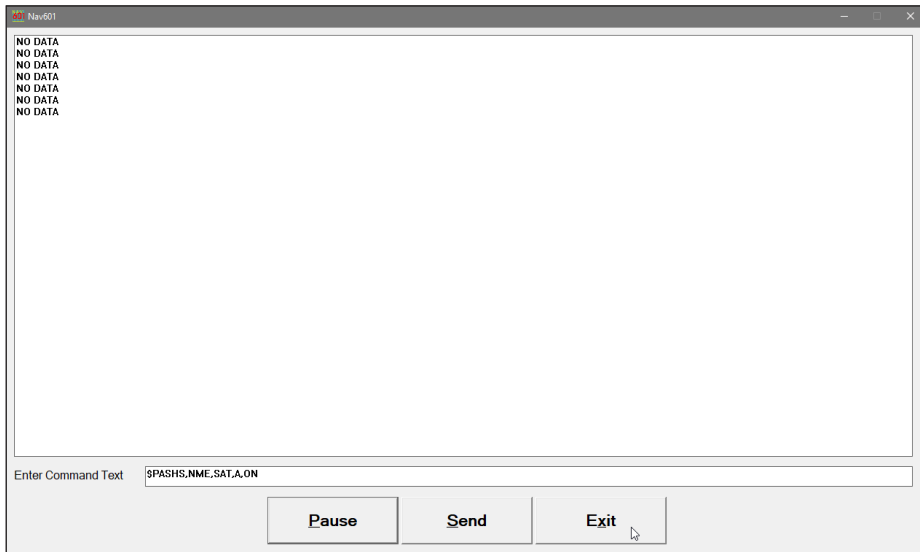 Nav601
NO DATA
NO DATA
NO DATA
NO DATA
NO DATA
NO DATA
NO DATA
Enter Command Text
$PASHS,NME,SAT,A,ON
Pause
Send
Exit